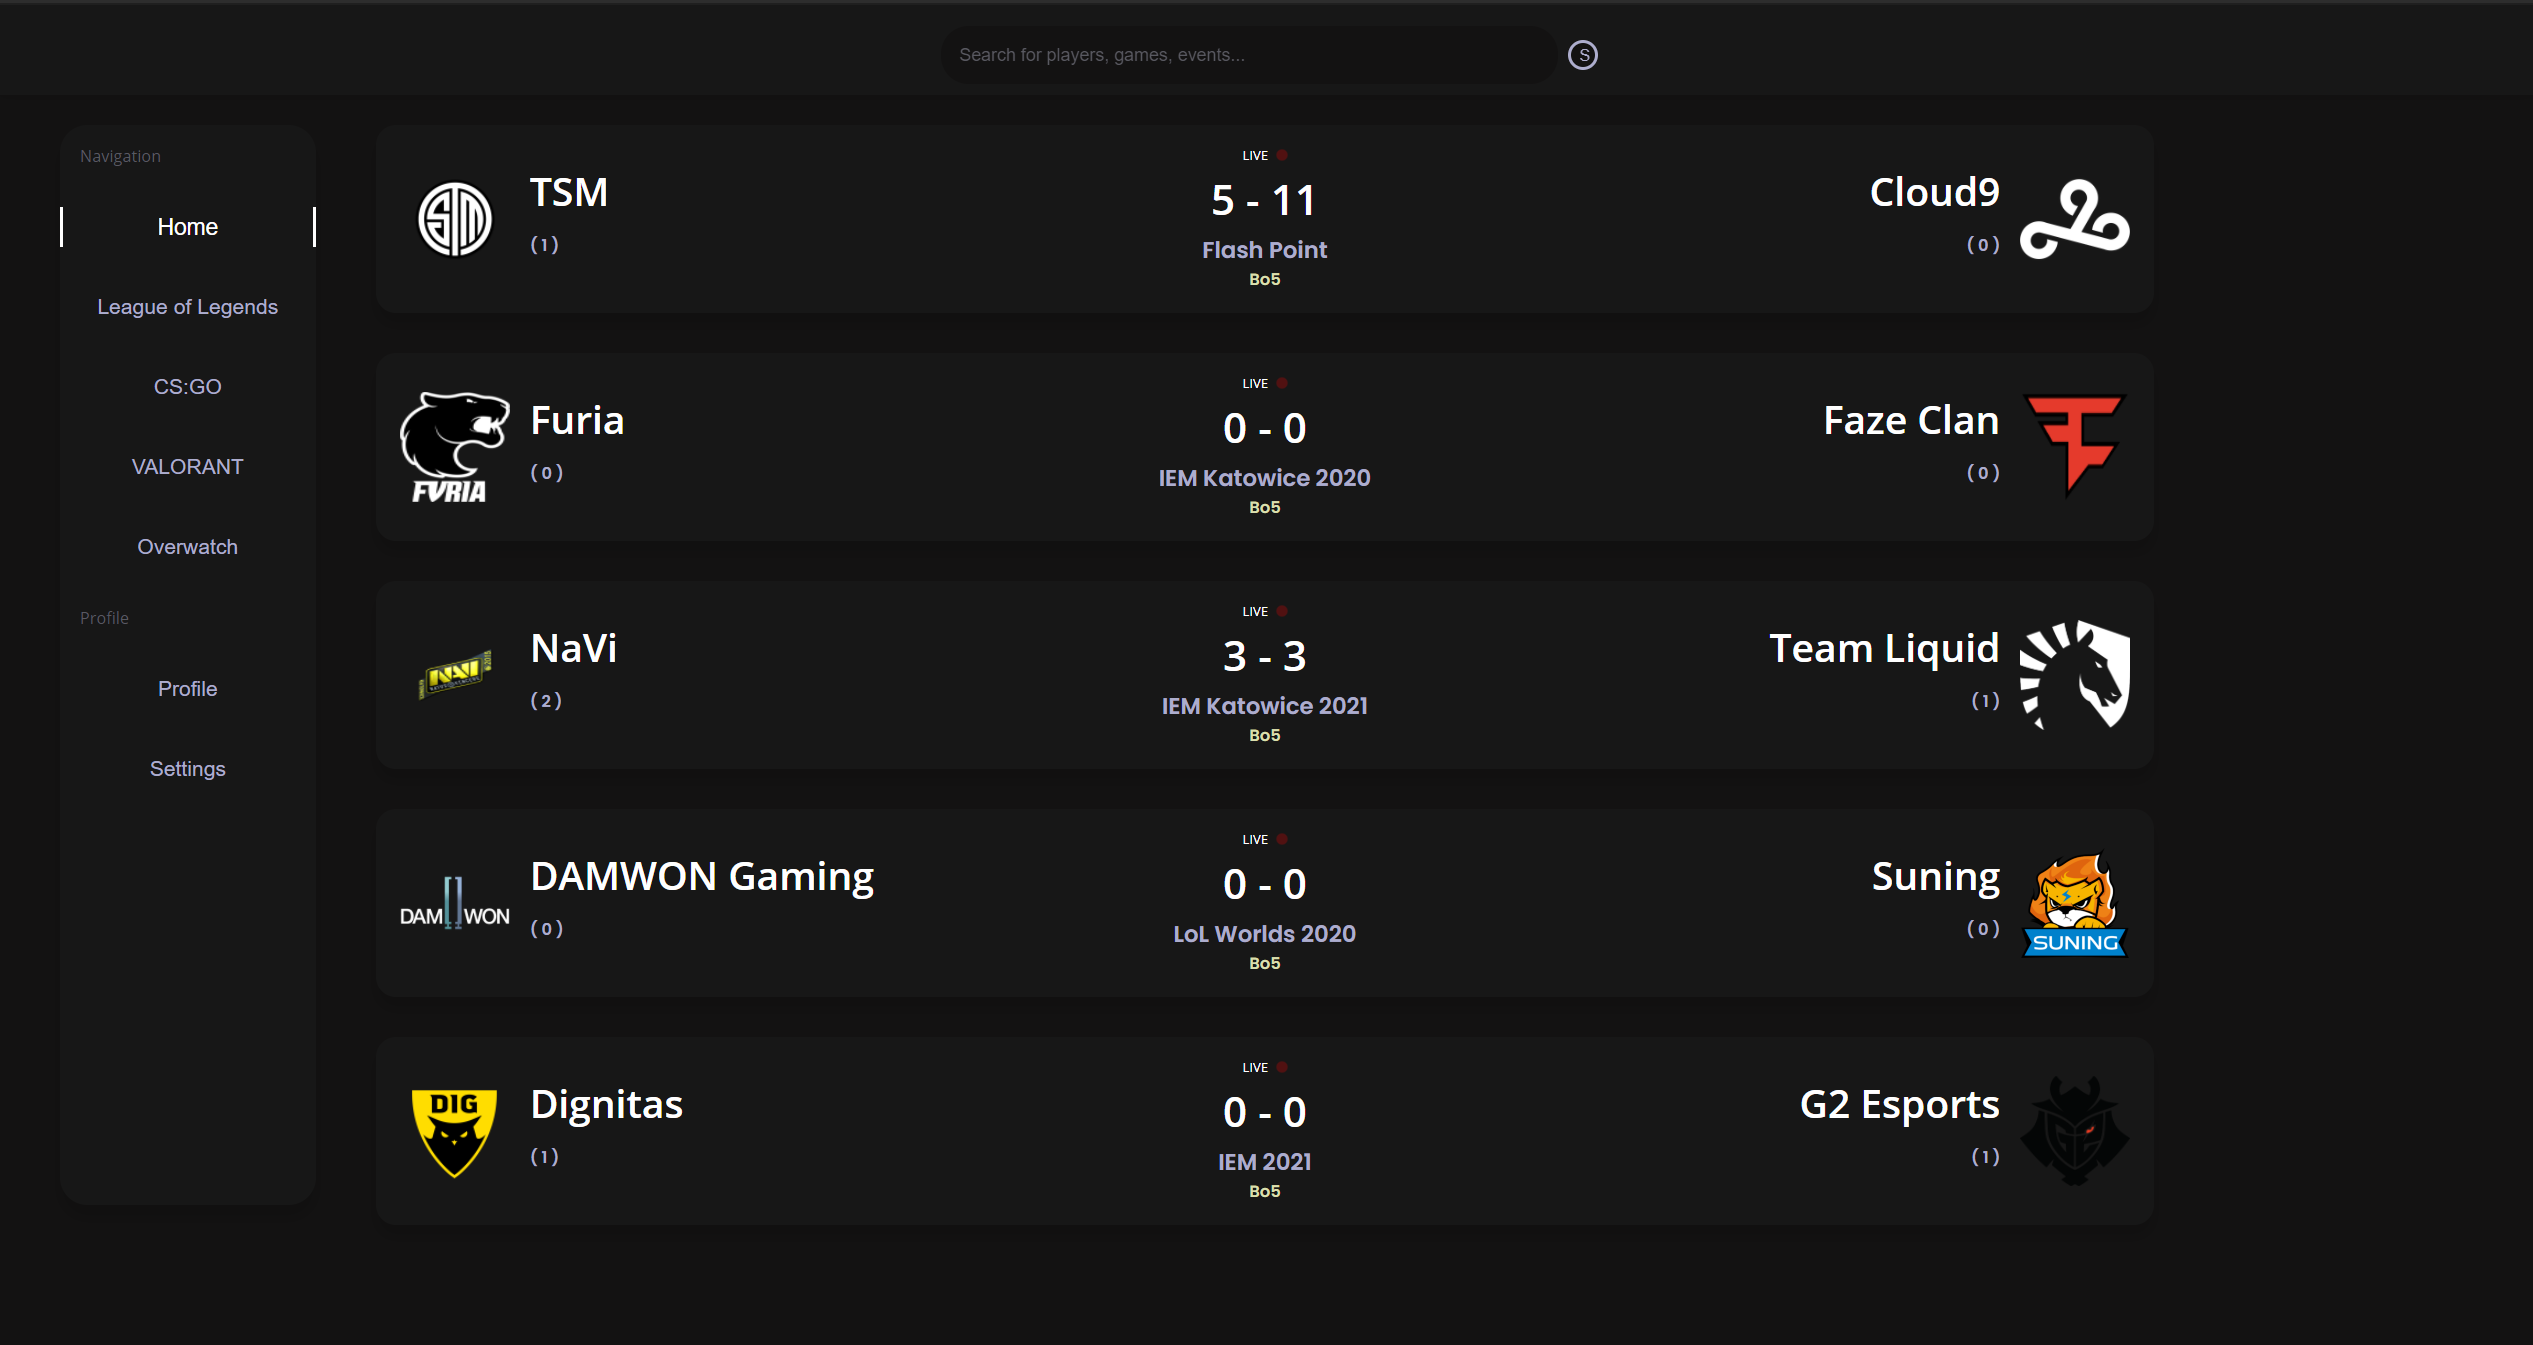 Search for players, games, events...
S
Navigation
Home
League of Legends
CS:GO
VALORANT
Overwatch
Profile
Profile
Settings
TSM
(1)
LIVE
5 - 11
Flash Point
Bo5
Cloud9
(0)
FURIA
Furia
(0)
LIVE
0 - 0
IEM Katowice 2020
Bo5
Faze Clan
(0)
NAVI
NaVi
(2)
LIVE
3 - 3
IEM Katowice 2021
Bo5
Team Liquid
(1)
DAMWON
DAMWON Gaming
(0)
LIVE
0 - 0
LoL Worlds 2020
Bo5
Suning
(0)
SUNING
DIG
Dignitas
(1)
LIVE
0 - 0
IEM 2021
Bo5
G2 Esports
(1)